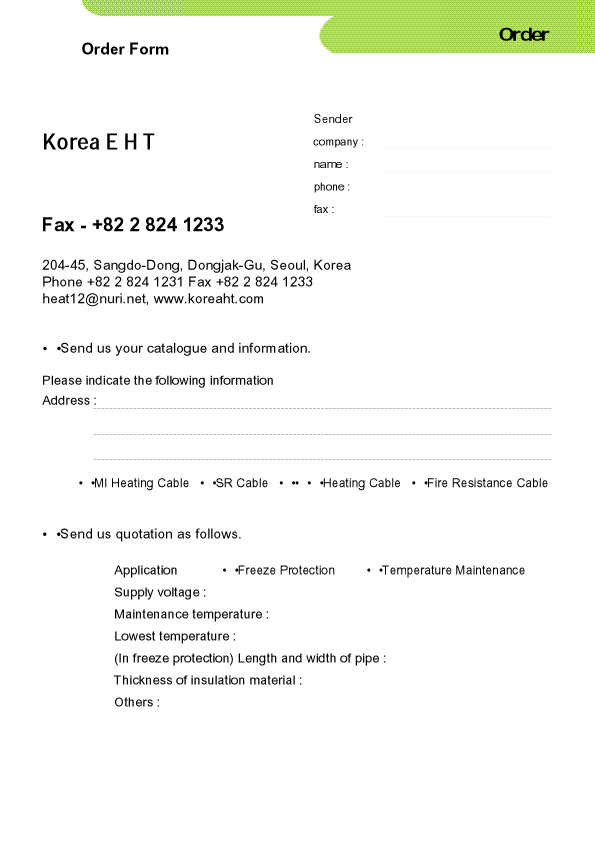 Order
Order Form
Korea E H T
Sender
company :
name :
phone :
fax :
Fax - +82 2 824 1233
204-45, Sangdo-Dong, Dongjak-Gu, Seoul, Korea
Phone +82 2 824 1231 Fax +82 2 824 1233
heat12@nuri.net, www.koreaht.com
• •Send us your catalogue and information.
Please indicate the following information
Address :
• •MI Heating Cable • •SR Cable • •• • •Heating Cable • •Fire Resistance Cable
• •Send us quotation as follows.
Application • •Freeze Protection • •Temperature Maintenance
Supply voltage :
Maintenance temperature :
Lowest temperature :
(In freeze protection) Length and width of pipe :
Thickness of insulation material :
Others :